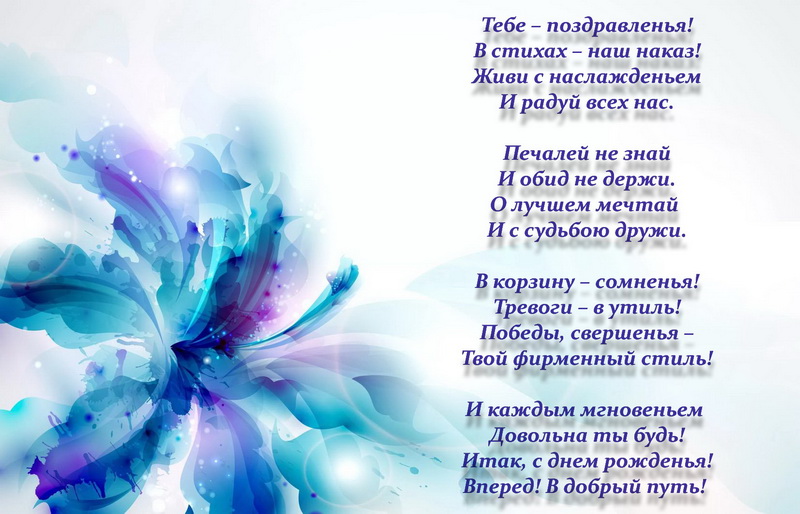 Тебе – поздравленья!
В стихах – наш наказ!
Живи с наслажденьем
И радуй всех нас.
Печалей не знай
И обид не держи.
О лучшем мечтай
И с судьбою дружи.
В корзину – сомненья!
Тревоги – в утиль!
Победы, свершенья –
Твой фирменный стиль!
И каждым мгновеньем
Довольна ты будь!
Итак, с днем рожденья!
Вперед! В добрый путь!